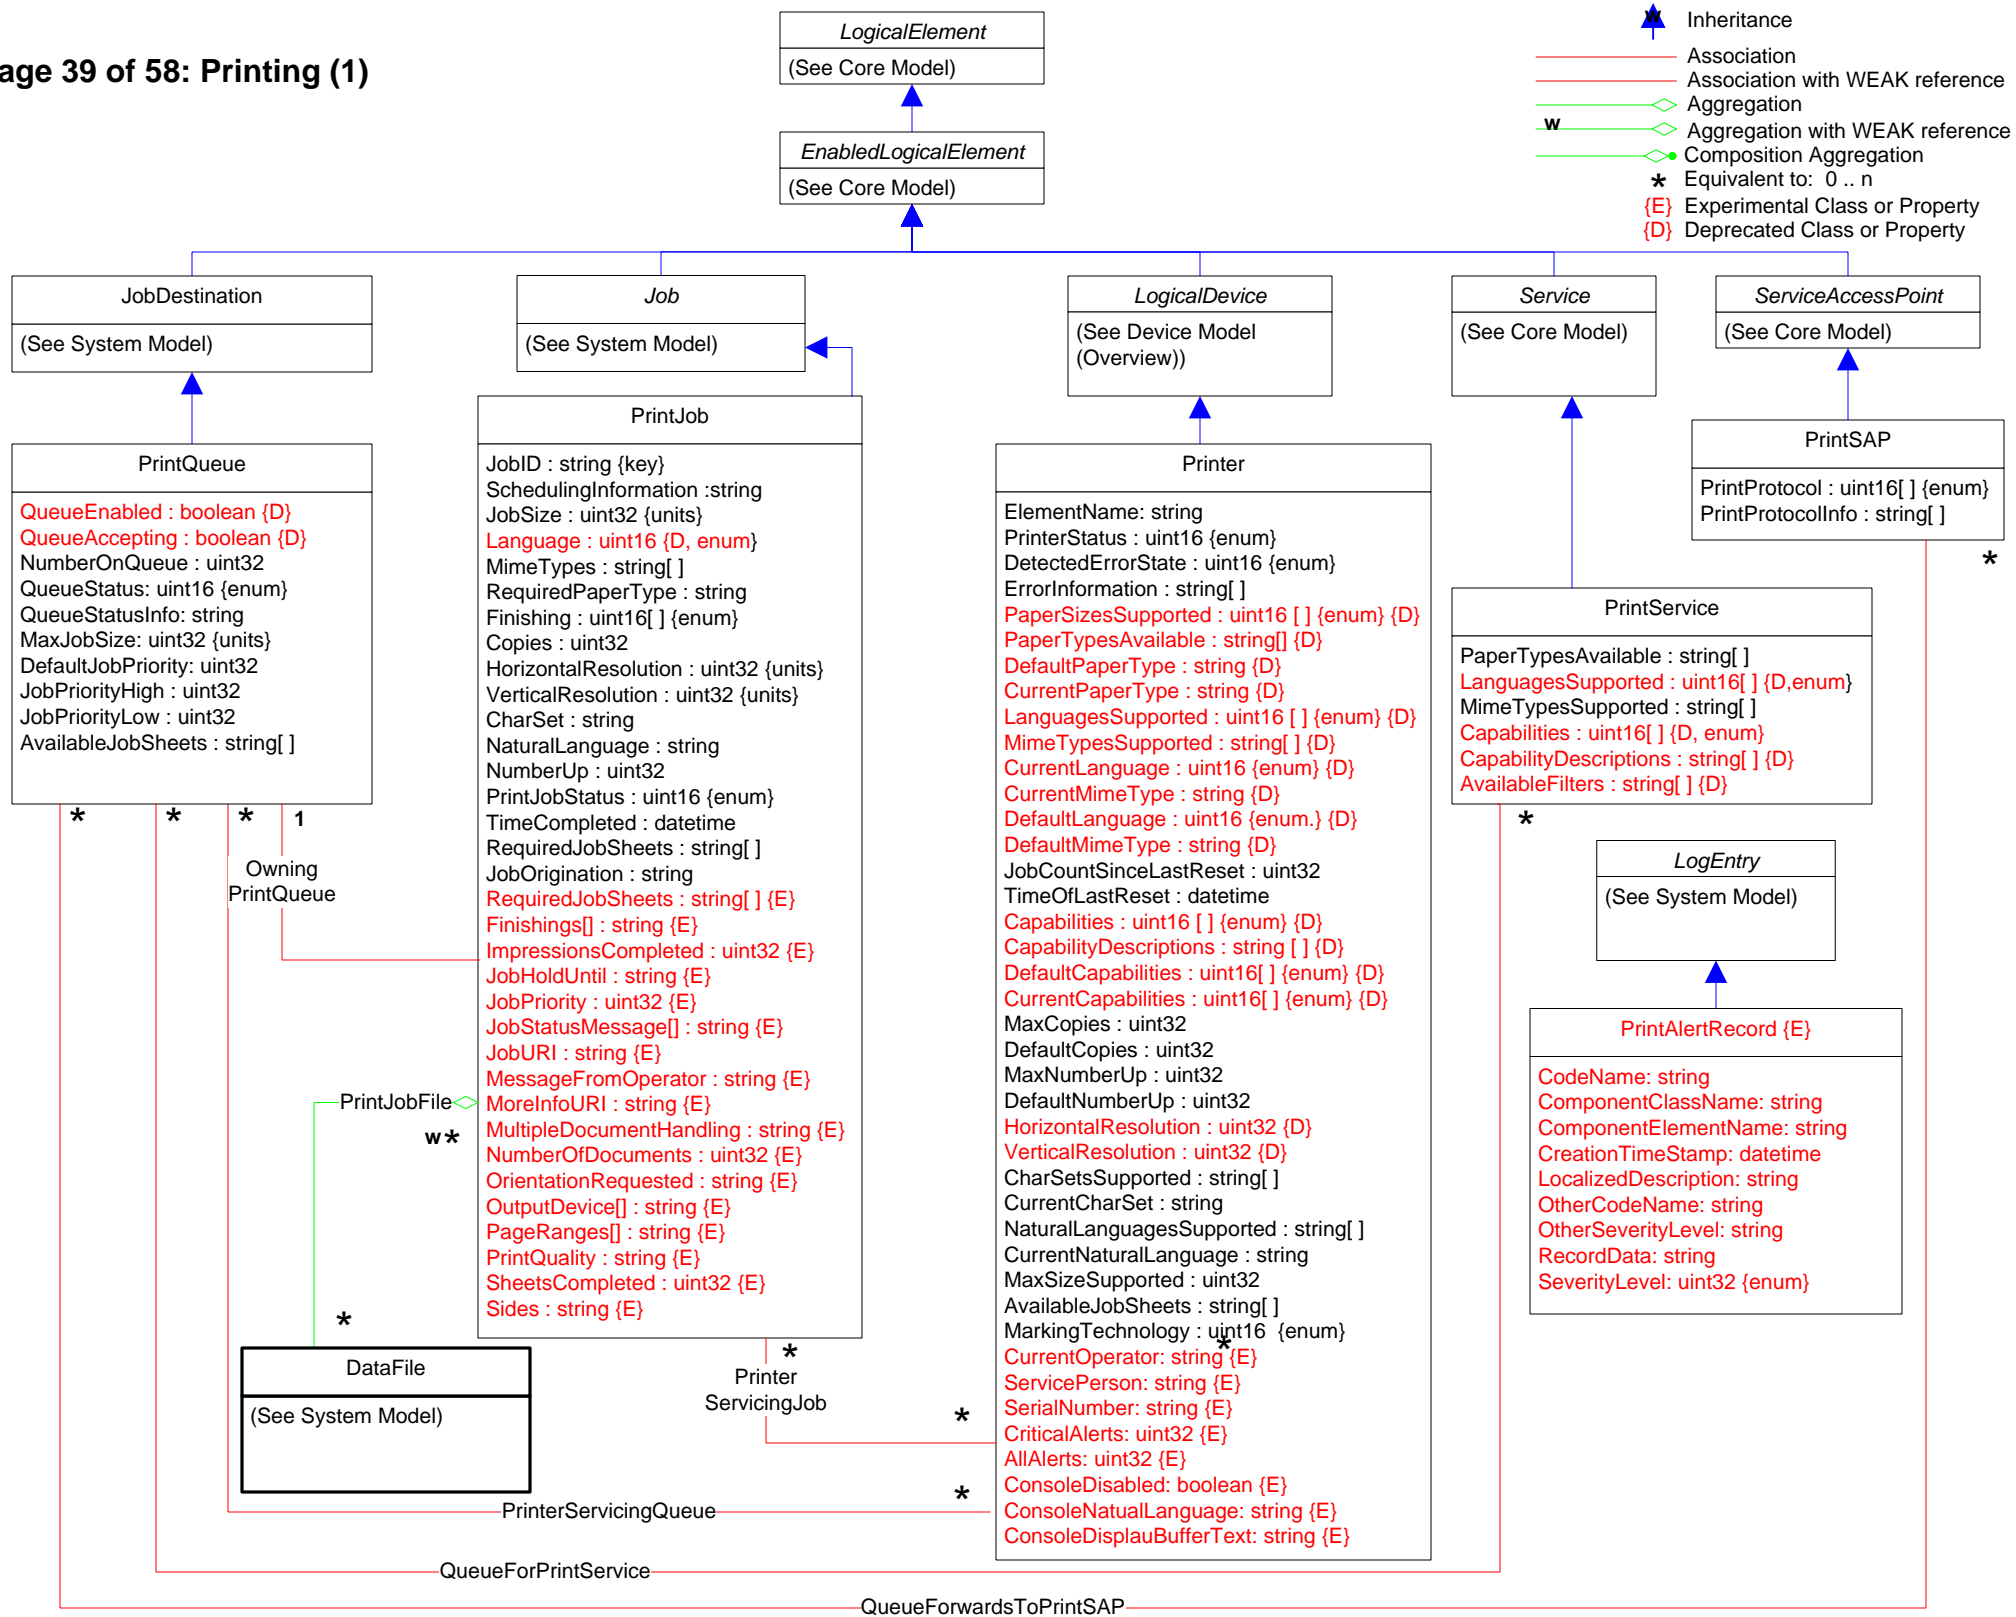 age 39 of 58: Printing (1)
LogicalElement
(See Core Model)
EnabledLogicalElement
(See Core Model)
w
Inheritance
Association
Association with WEAK reference
Aggregation
w
Aggregation with WEAK reference
Composition Aggregation
* Equivalent to: 0 .. n
{E} Experimental Class or Property
{D} Deprecated Class or Property
JobDestination
(See System Model)
Job
(See System Model)
LogicalDevice
(See Device Model
(Overview))
Service
(See Core Model)
ServiceAccessPoint
(See Core Model)
PrintQueue
QueueEnabled : boolean {D}
QueueAccepting : boolean {D}
NumberOnQueue : uint32
QueueStatus: uint16 {enum}
QueueStatusInfo: string
MaxJobSize: uint32 {units}
DefaultJobPriority: uint32
JobPriorityHigh : uint32
JobPriorityLow : uint32
AvailableJobSheets : string[ ]
* * * 1
Owning
PrintQueue
PrintJob
JobID : string {key}
SchedulingInformation :string
JobSize : uint32 {units}
Language : uint16 {D, enum}
MimeTypes : string[ ]
RequiredPaperType : string
Finishing : uint16[ ] {enum}
Copies : uint32
HorizontalResolution : uint32 {units}
VerticalResolution : uint32 {units}
CharSet : string
NaturalLanguage : string
NumberUp : uint32
PrintJobStatus : uint16 {enum}
TimeCompleted : datetime
RequiredJobSheets : string[ ]
JobOrigination : string
RequiredJobSheets : string[ ] {E}
Finishings[] : string {E}
ImpressionsCompleted : uint32 {E}
JobHoldUntil : string {E}
JobPriority : uint32 {E}
JobStatusMessage[] : string {E}
JobURI : string {E}
MessageFromOperator : string {E}
MoreInfoURI : string {E}
MultipleDocumentHandling : string {E}
NumberOfDocuments : uint32 {E}
OrientationRequested : string {E}
OutputDevice[] : string {E}
PageRanges[] : string {E}
PrintQuality : string {E}
SheetsCompleted : uint32 {E}
Sides : string {E}
PrintJobFile
w *
*
DataFile
(See System Model)
*
Printer
ServicingJob
*
Printer
ElementName: string
PrinterStatus : uint16 {enum}
DetectedErrorState : uint16 {enum}
ErrorInformation : string[ ]
PaperSizesSupported : uint16 [ ] {enum} {D}
PaperTypesAvailable : string[] {D}
DefaultPaperType : string {D}
CurrentPaperType : string {D}
LanguagesSupported : uint16 [ ] {enum} {D}
MimeTypesSupported : string[ ] {D}
CurrentLanguage : uint16 {enum} {D}
CurrentMimeType : string {D}
DefaultLanguage : uint16 {enum.} {D}
DefaultMimeType : string {D}
JobCountSinceLastReset : uint32
TimeOfLastReset : datetime
Capabilities : uint16 [ ] {enum} {D}
CapabilityDescriptions : string [ ] {D}
DefaultCapabilities : uint16[ ] {enum} {D}
CurrentCapabilities : uint16[ ] {enum} {D}
MaxCopies : uint32
DefaultCopies : uint32
MaxNumberUp : uint32
DefaultNumberUp : uint32
HorizontalResolution : uint32 {D}
VerticalResolution : uint32 {D}
CharSetsSupported : string[ ]
CurrentCharSet : string
NaturalLanguagesSupported : string[ ]
CurrentNaturalLanguage : string
MaxSizeSupported : uint32
AvailableJobSheets : string[ ]
MarkingTechnology : uint16 {enum}
*
CurrentOperator: string {E}
ServicePerson: string {E}
SerialNumber: string {E}
CriticalAlerts: uint32 {E}
AllAlerts: uint32 {E}
ConsoleDisabled: boolean {E}
ConsoleNatualLanguage: string {E}
ConsoleDisplauBufferText: string {E}
PrintSAP
PrintProtocol : uint16[ ] {enum}
PrintProtocolInfo : string[ ]
*
PrintService
PaperTypesAvailable : string[ ]
LanguagesSupported : uint16[ ] {D,enum}
MimeTypesSupported : string[ ]
Capabilities : uint16[ ] {D, enum}
CapabilityDescriptions : string[ ] {D}
AvailableFilters : string[ ] {D}
*
LogEntry
(See System Model)
PrintAlertRecord {E}
CodeName: string
ComponentClassName: string
ComponentElementName: string
CreationTimeStamp: datetime
LocalizedDescription: string
OtherCodeName: string
OtherSeverityLevel: string
RecordData: string
SeverityLevel: uint32 {enum}
*
PrinterServicingQueue
QueueForPrintService
QueueForwardsToPrintSAP